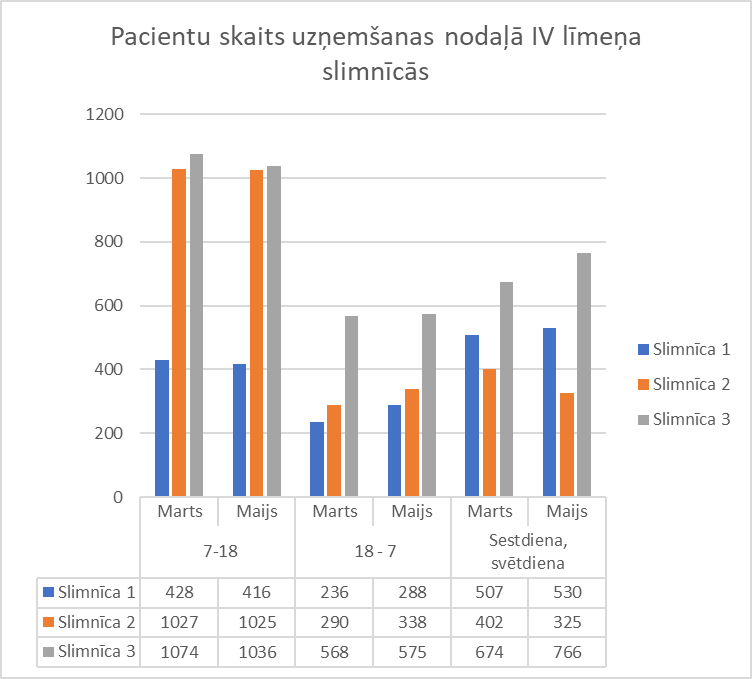 Pacientu skaits uzņemšanas nodaļā IV līmeņa
slimnīcās
1200
1000
800
600
400
200
0
Marts Maijs Marts Maijs Marts Maijs
7-18 18 - 7 Sestdiena,
svētdiena
Slimnīca 1 428 416 236 288 507 530
Slimnīca 2 1027 1025 290 338 402 325
Slimnīca 3 1074 1036 568 575 674 766
Slimnīca 1
Slimnīca 2
Slimnīca 3